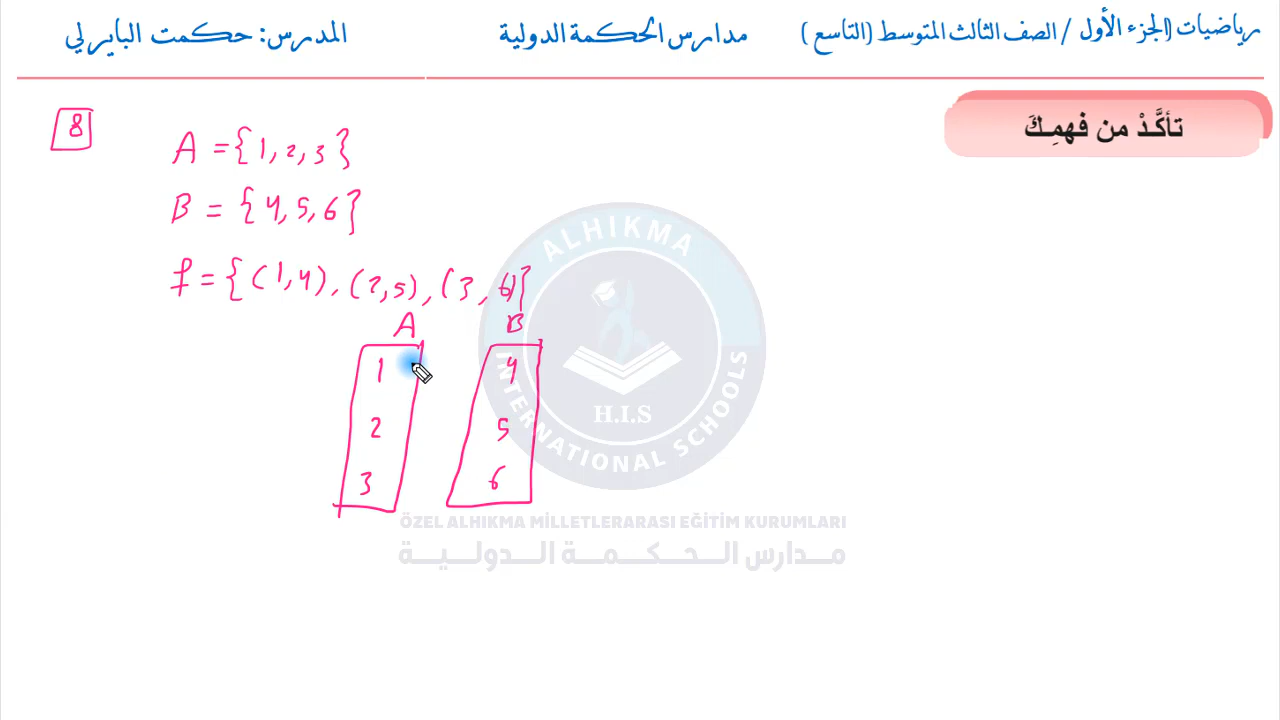 رياضيات (الجزء الأول / الصف الثالث المتوسط (التاسع )
مدارس الحكمة الدولية
المدرس: حكمت البايرلي
تأكَّدْ من فهمِكَ
8
A = {1, 2, 3}
B = {4, 5, 6}
f = {(1,4), (2,5), (3,6)}
A B
1 4
2 5
3 6
ALHIKMA
INTERNATIONAL SCHOOLS
H.I.S
ÖZEL ALHIKMA MİLLETLERARASI EĞİTİM KURUMLARI
مدارس الحكمة الدولية